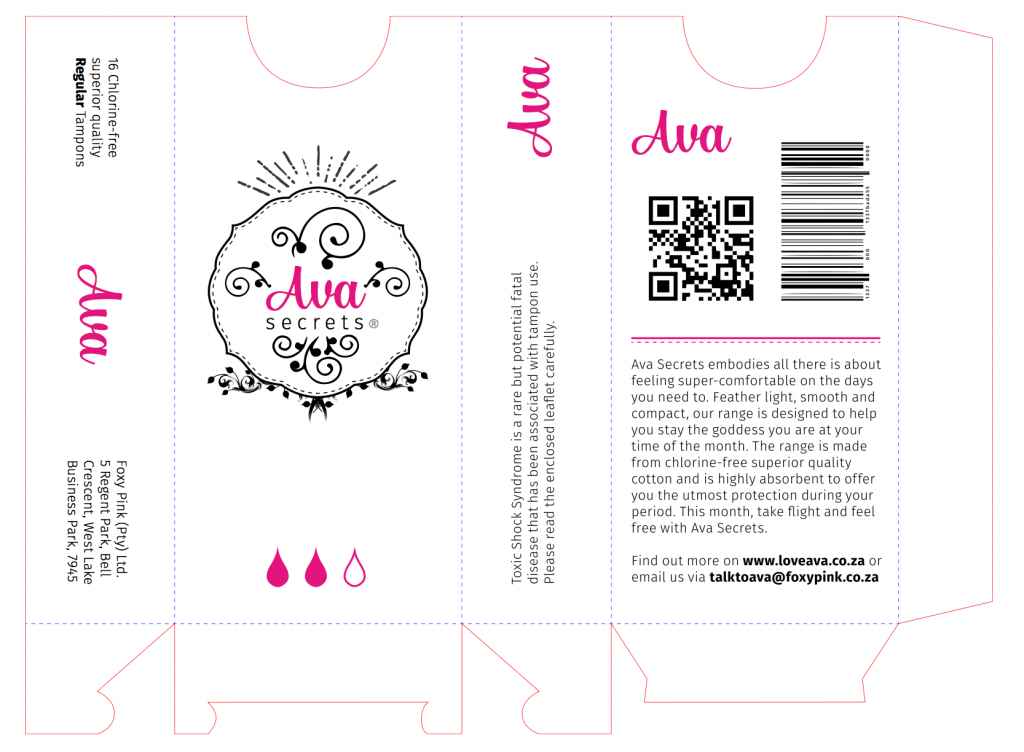 16 Chlorine-free
superior quality
Regular Tampons
Ava
Foxy Pink (Pty) Ltd.
5 Regent Park, Bell
Crescent, West Lake
Business Park, 7945
Ava
secrets®
Ava
Toxic Shock Syndrome is a rare but potential fatal
disease that has been associated with tampon use.
Please read the enclosed leaflet carefully.
Ava
1337 000 1337bada55 0000
Ava Secrets embodies all there is about
feeling super-comfortable on the days
you need to. Feather light, smooth and
compact, our range is designed to help
you stay the goddess you are at your
time of the month. The range is made
from chlorine-free superior quality
cotton and is highly absorbent to offer
you the utmost protection during your
period. This month, take flight and feel
free with Ava Secrets.
Find out more on www.loveava.co.za or
email us via talktoava@foxypink.co.za